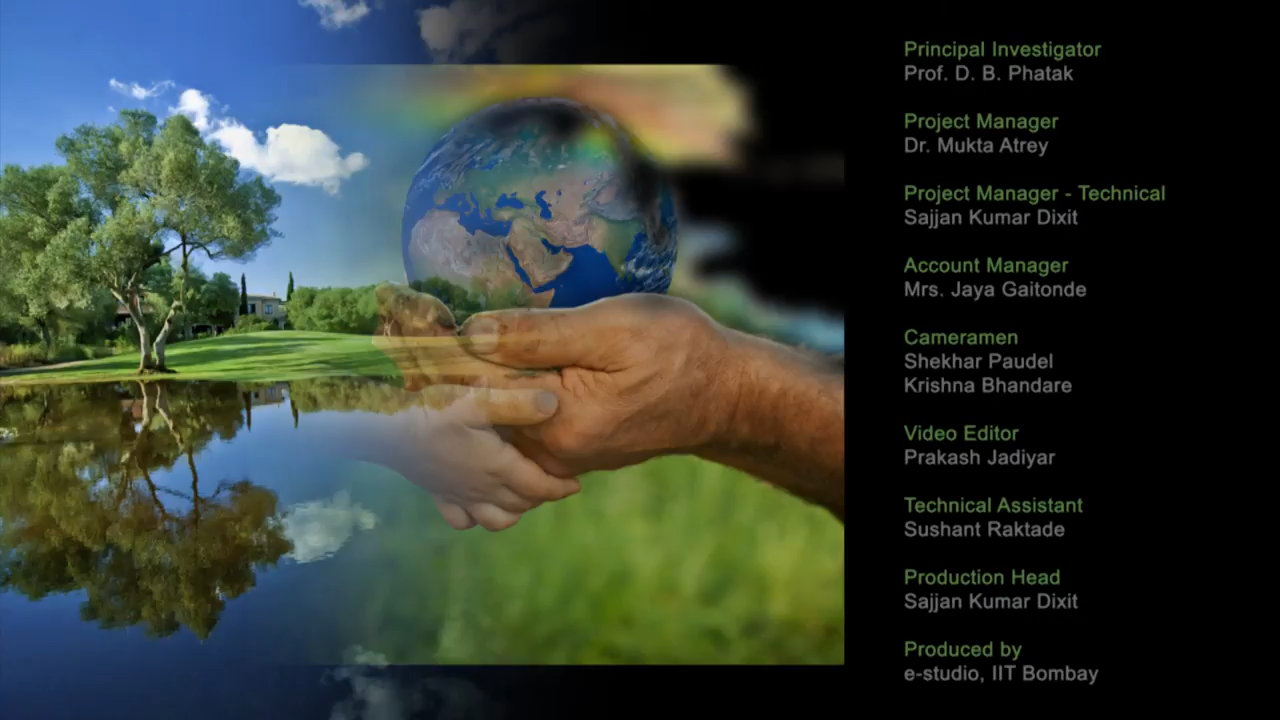 Principal Investigator
Prof. D. B. Phatak
Project Manager
Dr. Mukta Atrey
Project Manager - Technical
Sajjan Kumar Dixit
Account Manager
Mrs. Jaya Gaitonde
Cameramen
Shekhar Paudel
Krishna Bhandare
Video Editor
Prakash Jadiyar
Technical Assistant
Sushant Raktade
Production Head
Sajjan Kumar Dixit
Produced by
e-studio, IIT Bombay